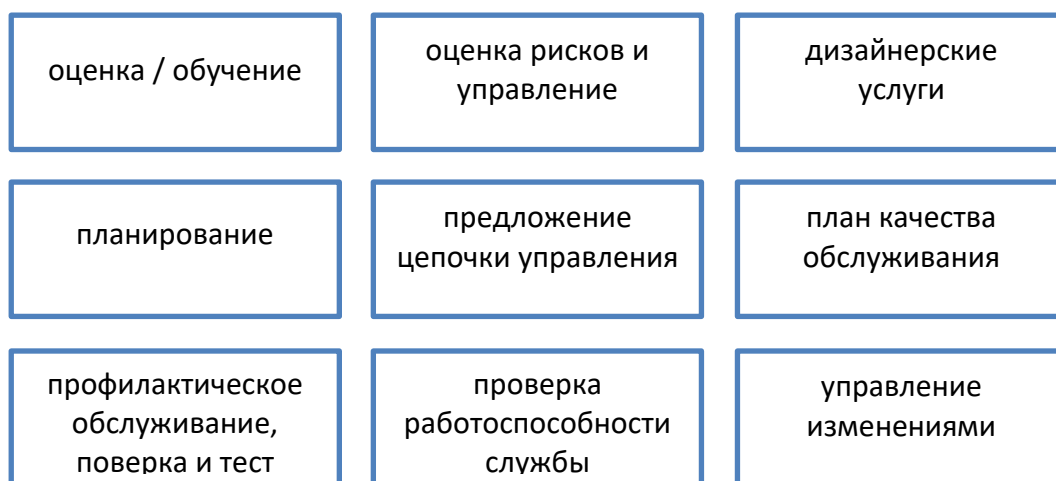 оценка / обучение
оценка рисков и
управление
дизайнерские
услуги
планирование
предложение
цепочки управления
план качества
обслуживания
профилактическое
обслуживание,
поверка и тест
проверка
работоспособности
службы
управление
изменениями